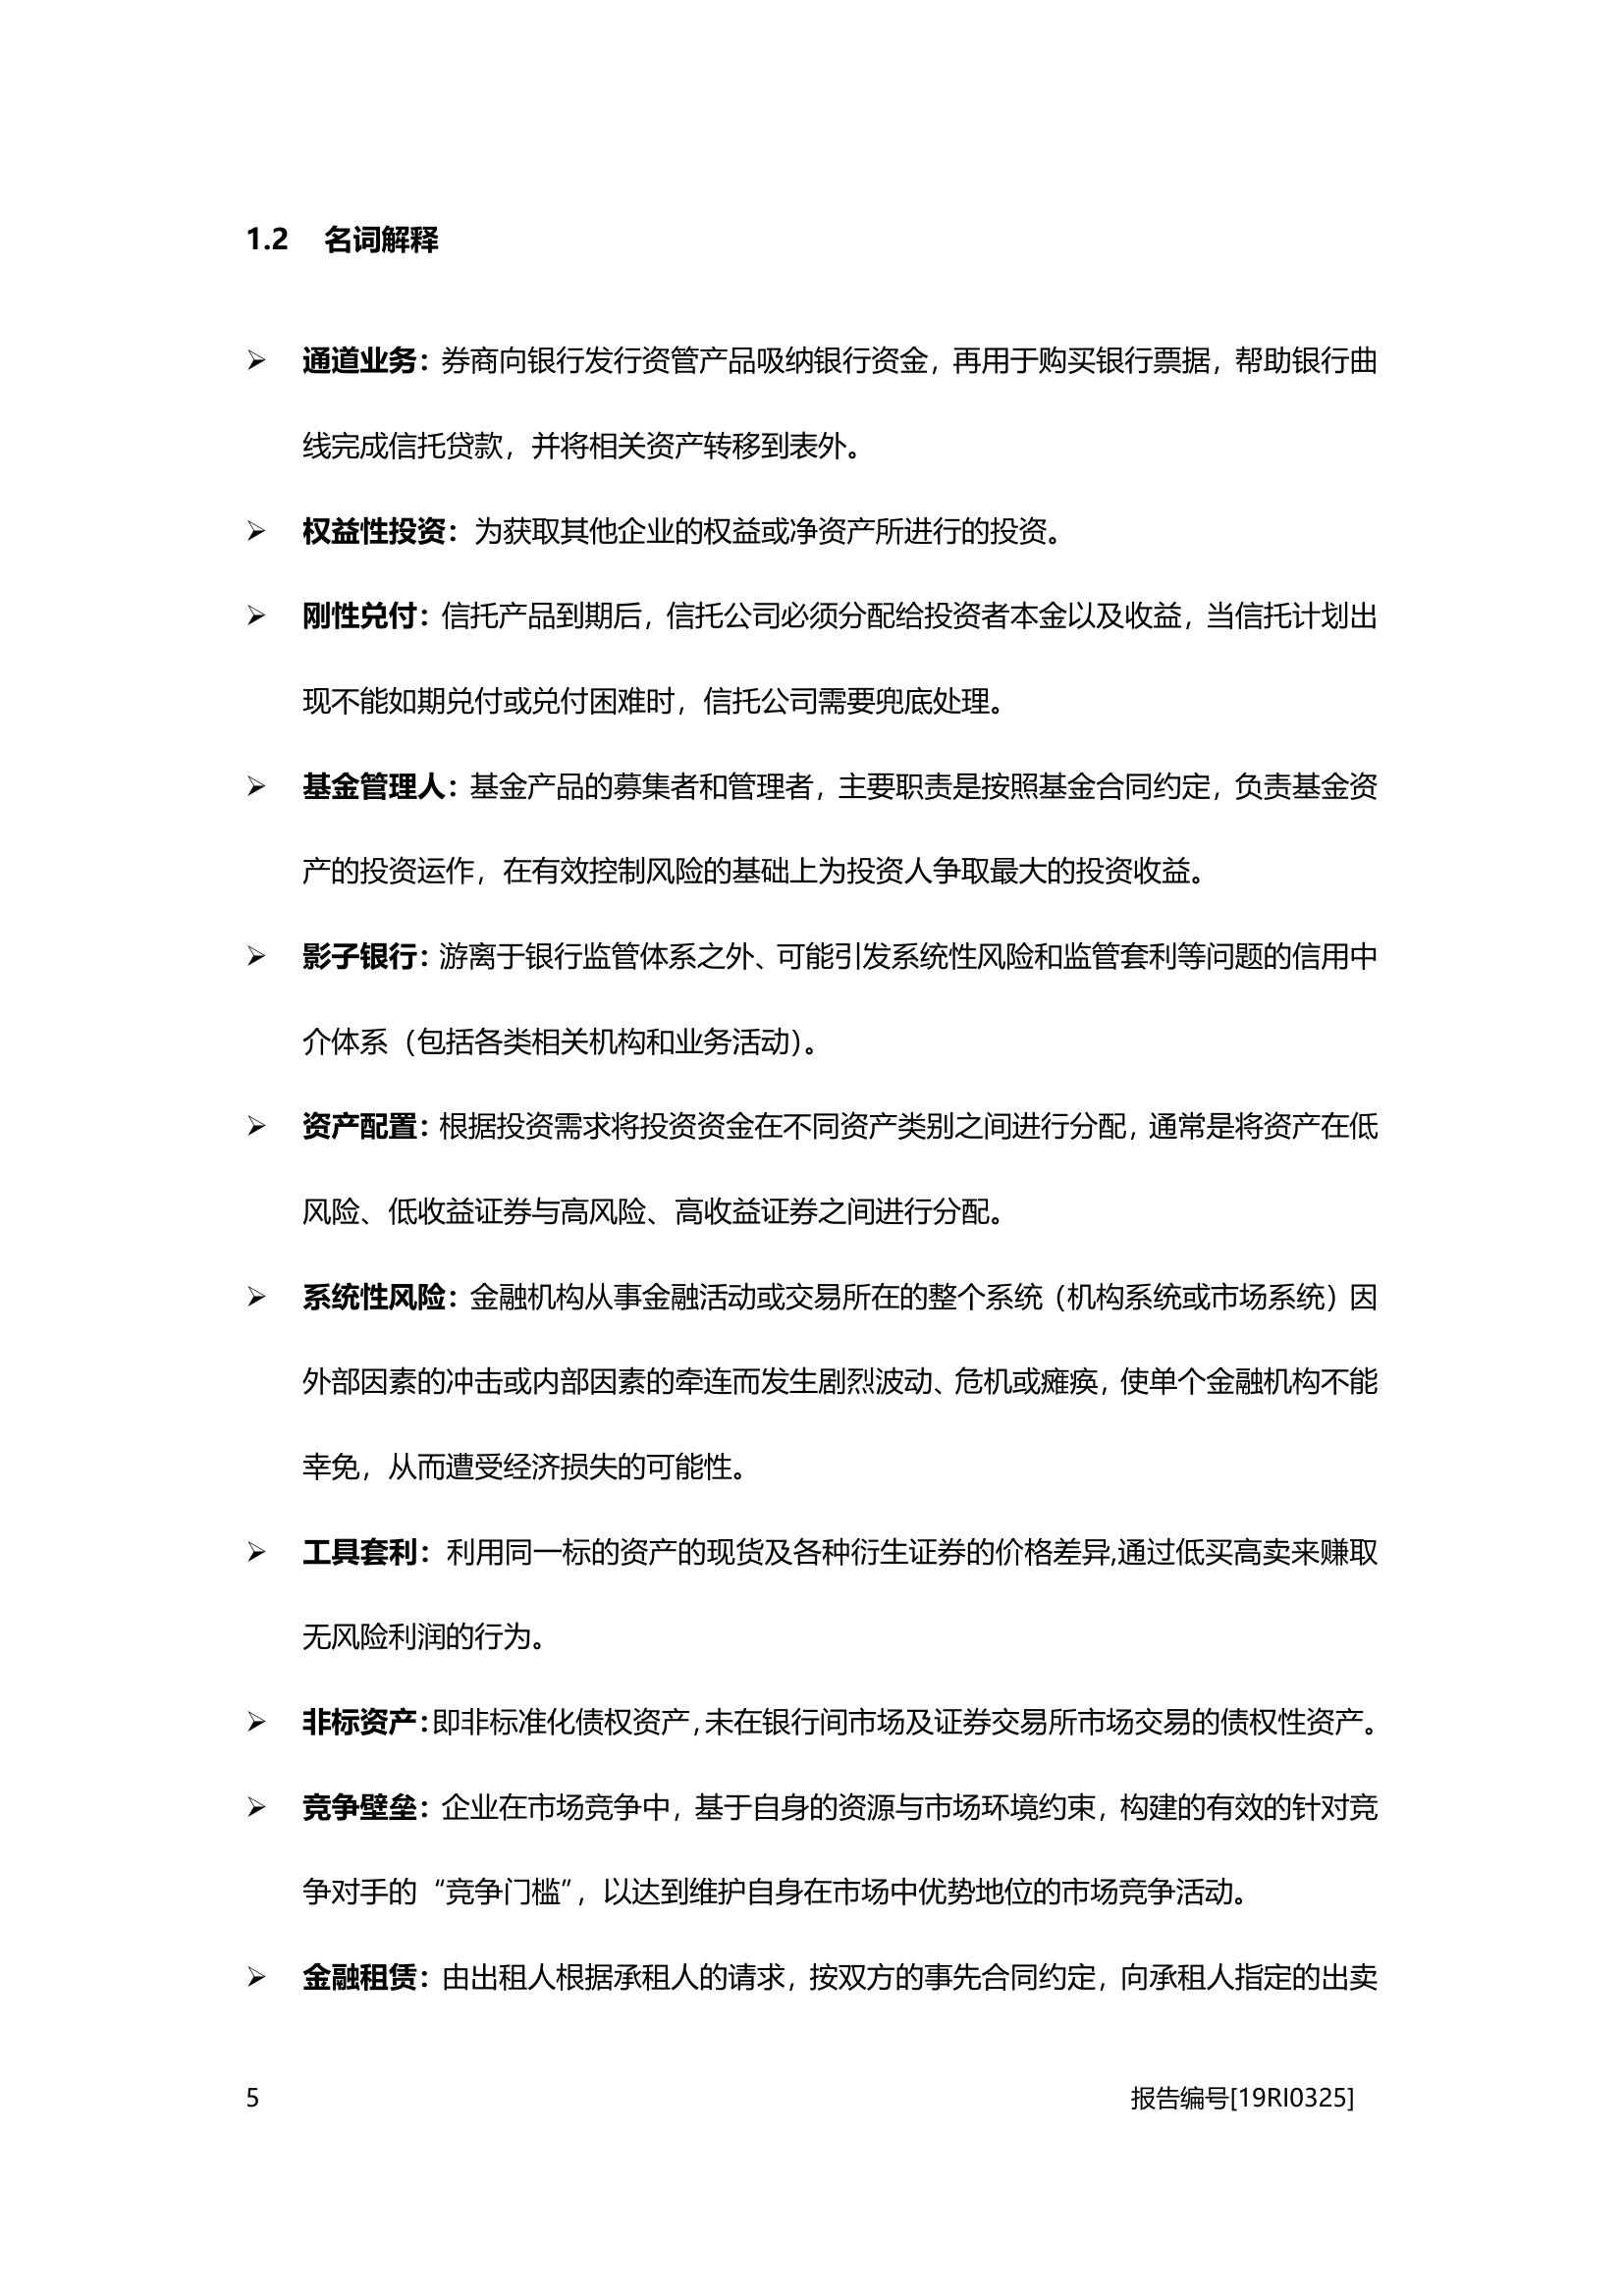 1.2 名词解释
➢ 通道业务：券商向银行发行资管产品吸纳银行资金，再用于购买银行票据，帮助银行曲
线完成信托贷款，并将相关资产转移到表外。
➢ 权益性投资：为获取其他企业的权益或净资产所进行的投资。
➢ 刚性兑付：信托产品到期后，信托公司必须分配给投资者本金以及收益，当信托计划出
现不能如期兑付或兑付困难时，信托公司需要兜底处理。
➢ 基金管理人：基金产品的募集者和管理者，主要职责是按照基金合同约定，负责基金资
产的投资运作，在有效控制风险的基础上为投资人争取最大的投资收益。
➢ 影子银行：游离于银行监管体系之外、可能引发系统性风险和监管套利等问题的信用中
介体系（包括各类相关机构和业务活动）。
➢ 资产配置：根据投资需求将投资资金在不同资产类别之间进行分配，通常是将资产在低
风险、低收益证券与高风险、高收益证券之间进行分配。
➢ 系统性风险：金融机构从事金融活动或交易所在的整个系统（机构系统或市场系统）因
外部因素的冲击或内部因素的牵连而发生剧烈波动、危机或瘫痪，使单个金融机构不能
幸免，从而遭受经济损失的可能性。
➢ 工具套利：利用同一标的资产的现货及各种衍生证券的价格差异,通过低买高卖来赚取
无风险利润的行为。
➢ 非标资产：即非标准化债权资产，未在银行间市场及证券交易所市场交易的债权性资产。
➢ 竞争壁垒：企业在市场竞争中，基于自身的资源与市场环境约束，构建的有效的针对竞
争对手的“竞争门槛”，以达到维护自身在市场中优势地位的市场竞争活动。
➢ 金融租赁：由出租人根据承租人的请求，按双方的事先合同约定，向承租人指定的出卖
5 报告编号[19RI0325]